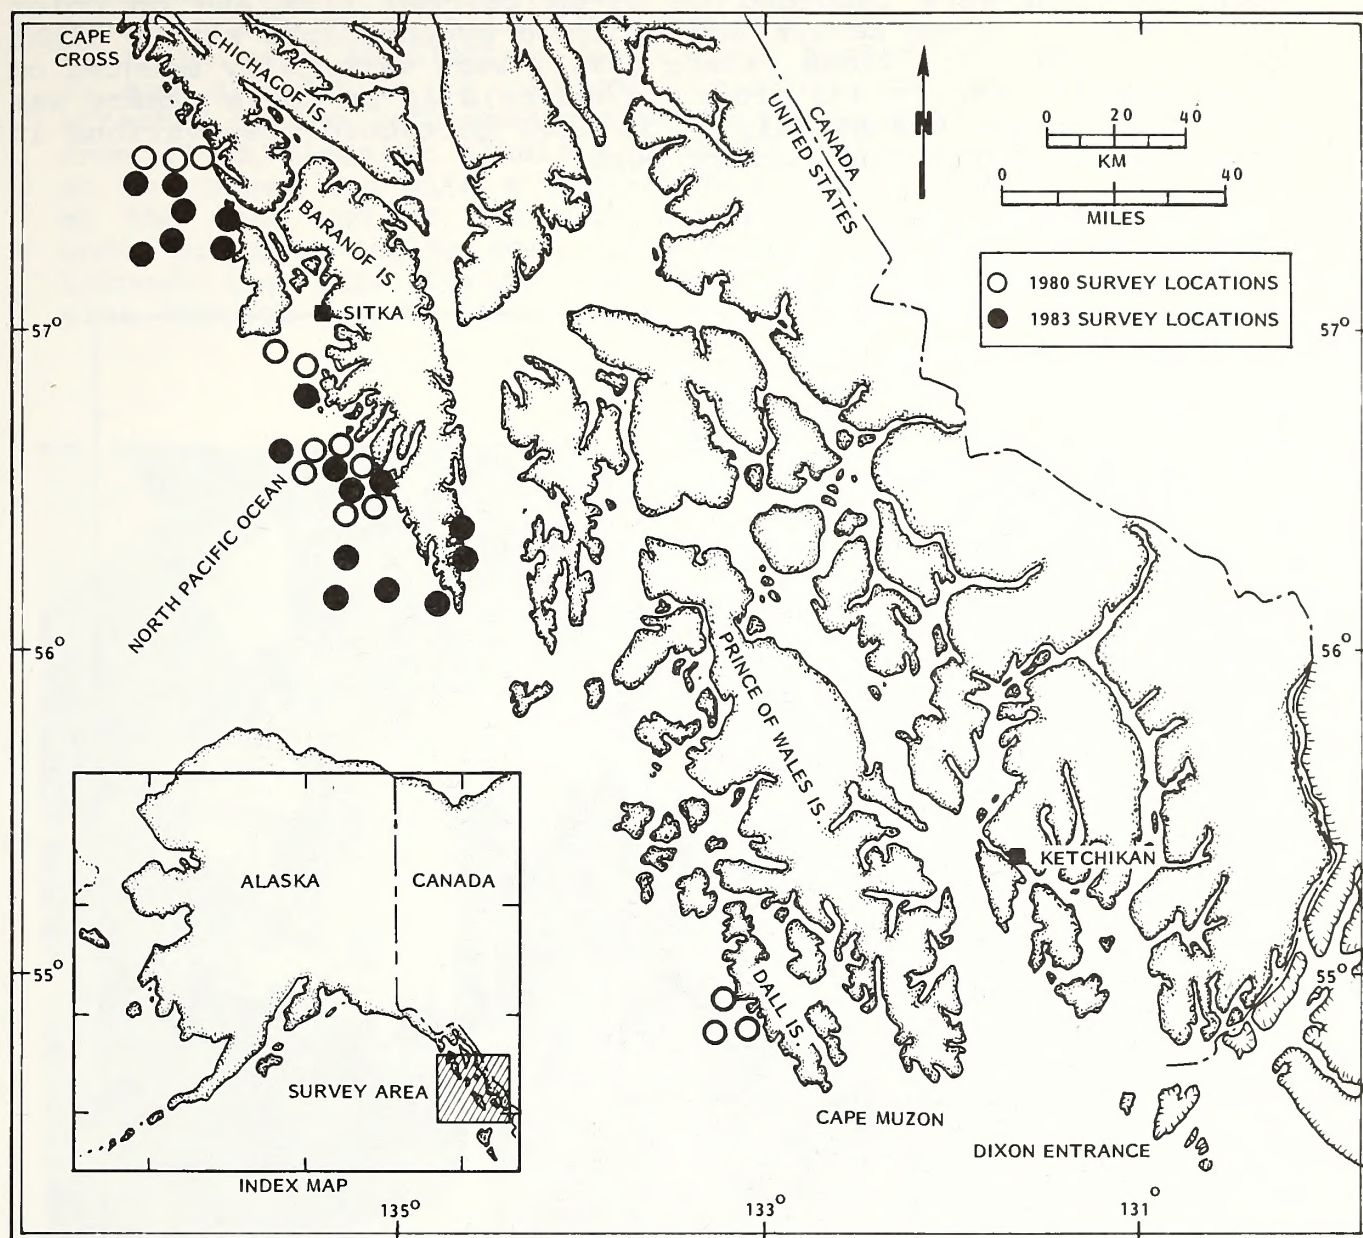 CAPE
CROSS
CHICHAGOF IS
BARANOF IS
SITKA
CANADA
UNITED STATES
N
0 20 40
KM
0 40
MILES
1980 SURVEY LOCATIONS
1983 SURVEY LOCATIONS
57° 57°
NORTH PACIFIC OCEAN
56° 56°
PRINCE OF WALES IS.
KETCHIKAN
55° 55°
DALL IS.
CAPE MUZON
DIXON ENTRANCE
ALASKA
CANADA
SURVEY AREA
INDEX MAP
135° 133° 131°